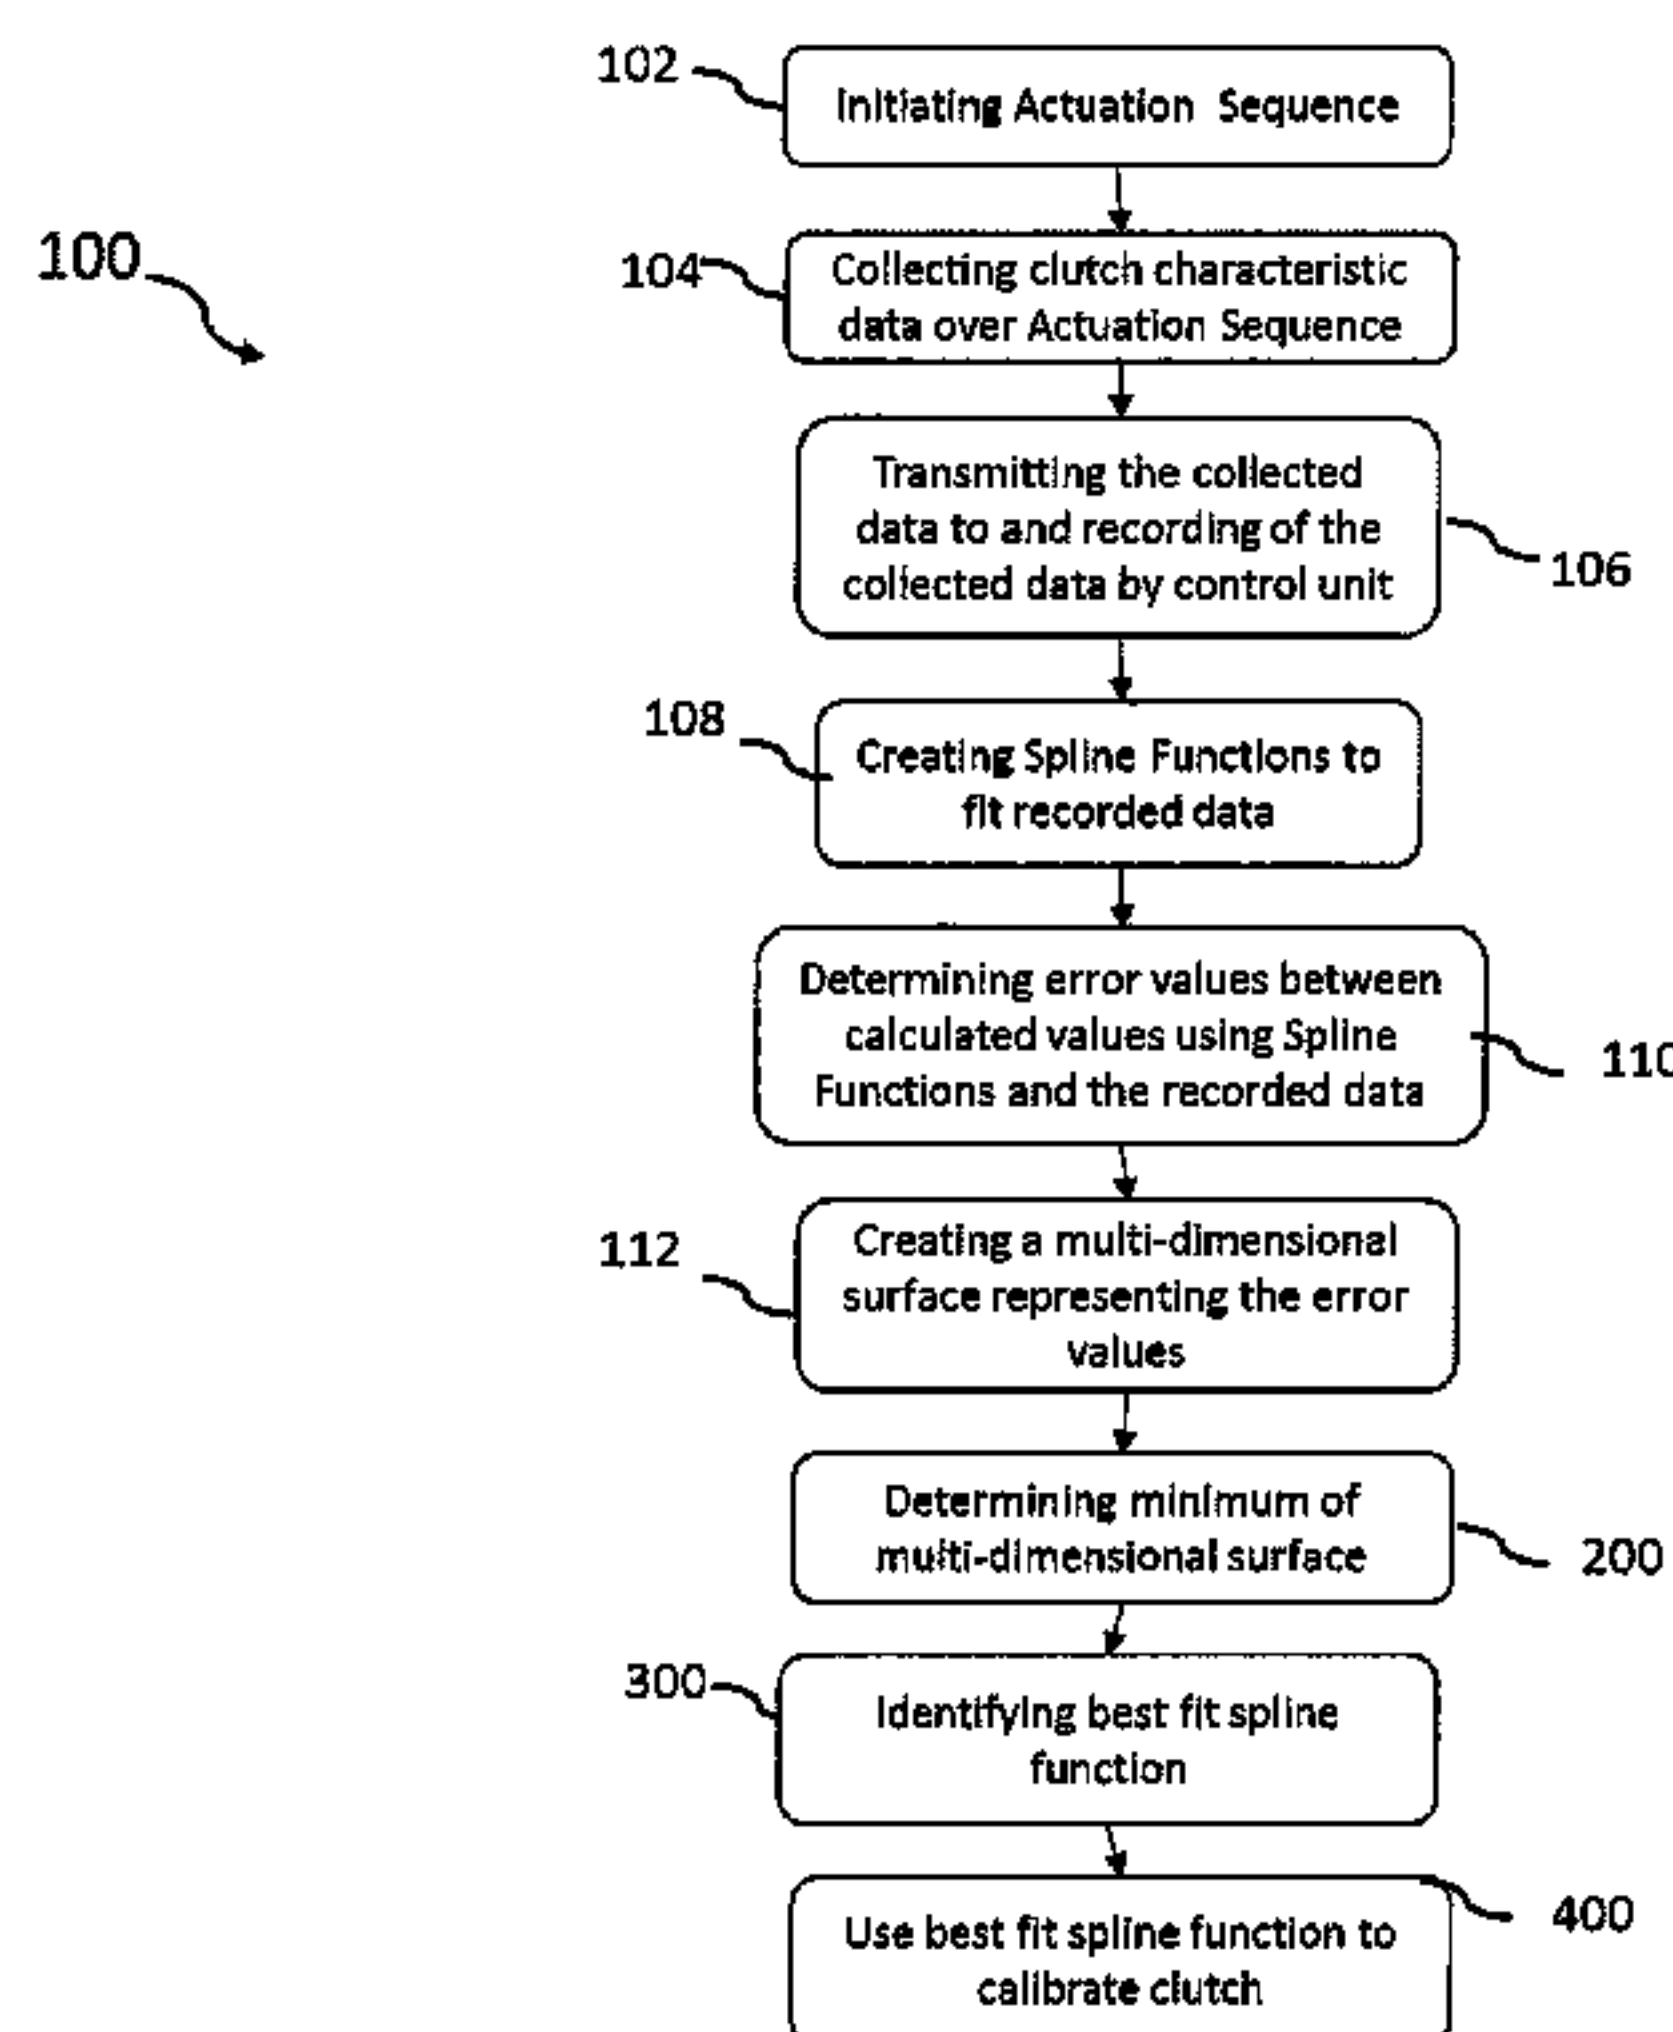 102
Initiating Actuation Sequence
100
104
Collecting clutch characteristic
data over Actuation Sequence
Transmitting the collected
data to and recording of the
collected data by control unit
106
108
Creating Spline Functions to
fit recorded data
Determining error values between
calculated values using Spline
Functions and the recorded data
110
112
Creating a multi-dimensional
surface representing the error
values
Determining minimum of
multi-dimensional surface
200
300
Identifying best fit spline
function
400
Use best fit spline function to
calibrate clutch